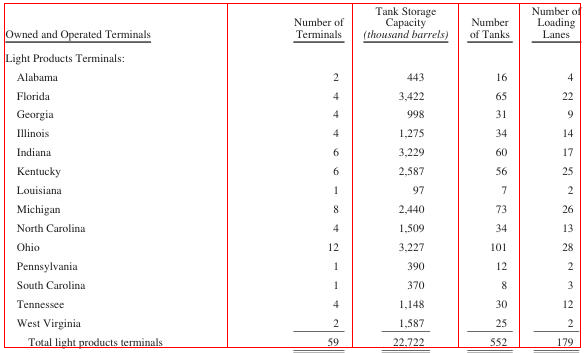 Owned and Operated Terminals Number of Terminals Tank Storage Capacity (thousand barrels) Number of Tanks Number of Loading Lanes
Light Products Terminals:
Alabama 2 443 16 4
Florida 4 3,422 65 22
Georgia 4 998 31 9
Illinois 4 1,275 34 14
Indiana 6 3,229 60 17
Kentucky 6 2,587 56 25
Louisiana 1 97 7 2
Michigan 8 2,440 73 26
North Carolina 4 1,509 34 13
Ohio 12 3,227 101 28
Pennsylvania 1 390 12 2
South Carolina 1 370 8 3
Tennessee 4 1,148 30 12
West Virginia 2 1,587 25 2
Total light products terminals 59 22,722 552 179